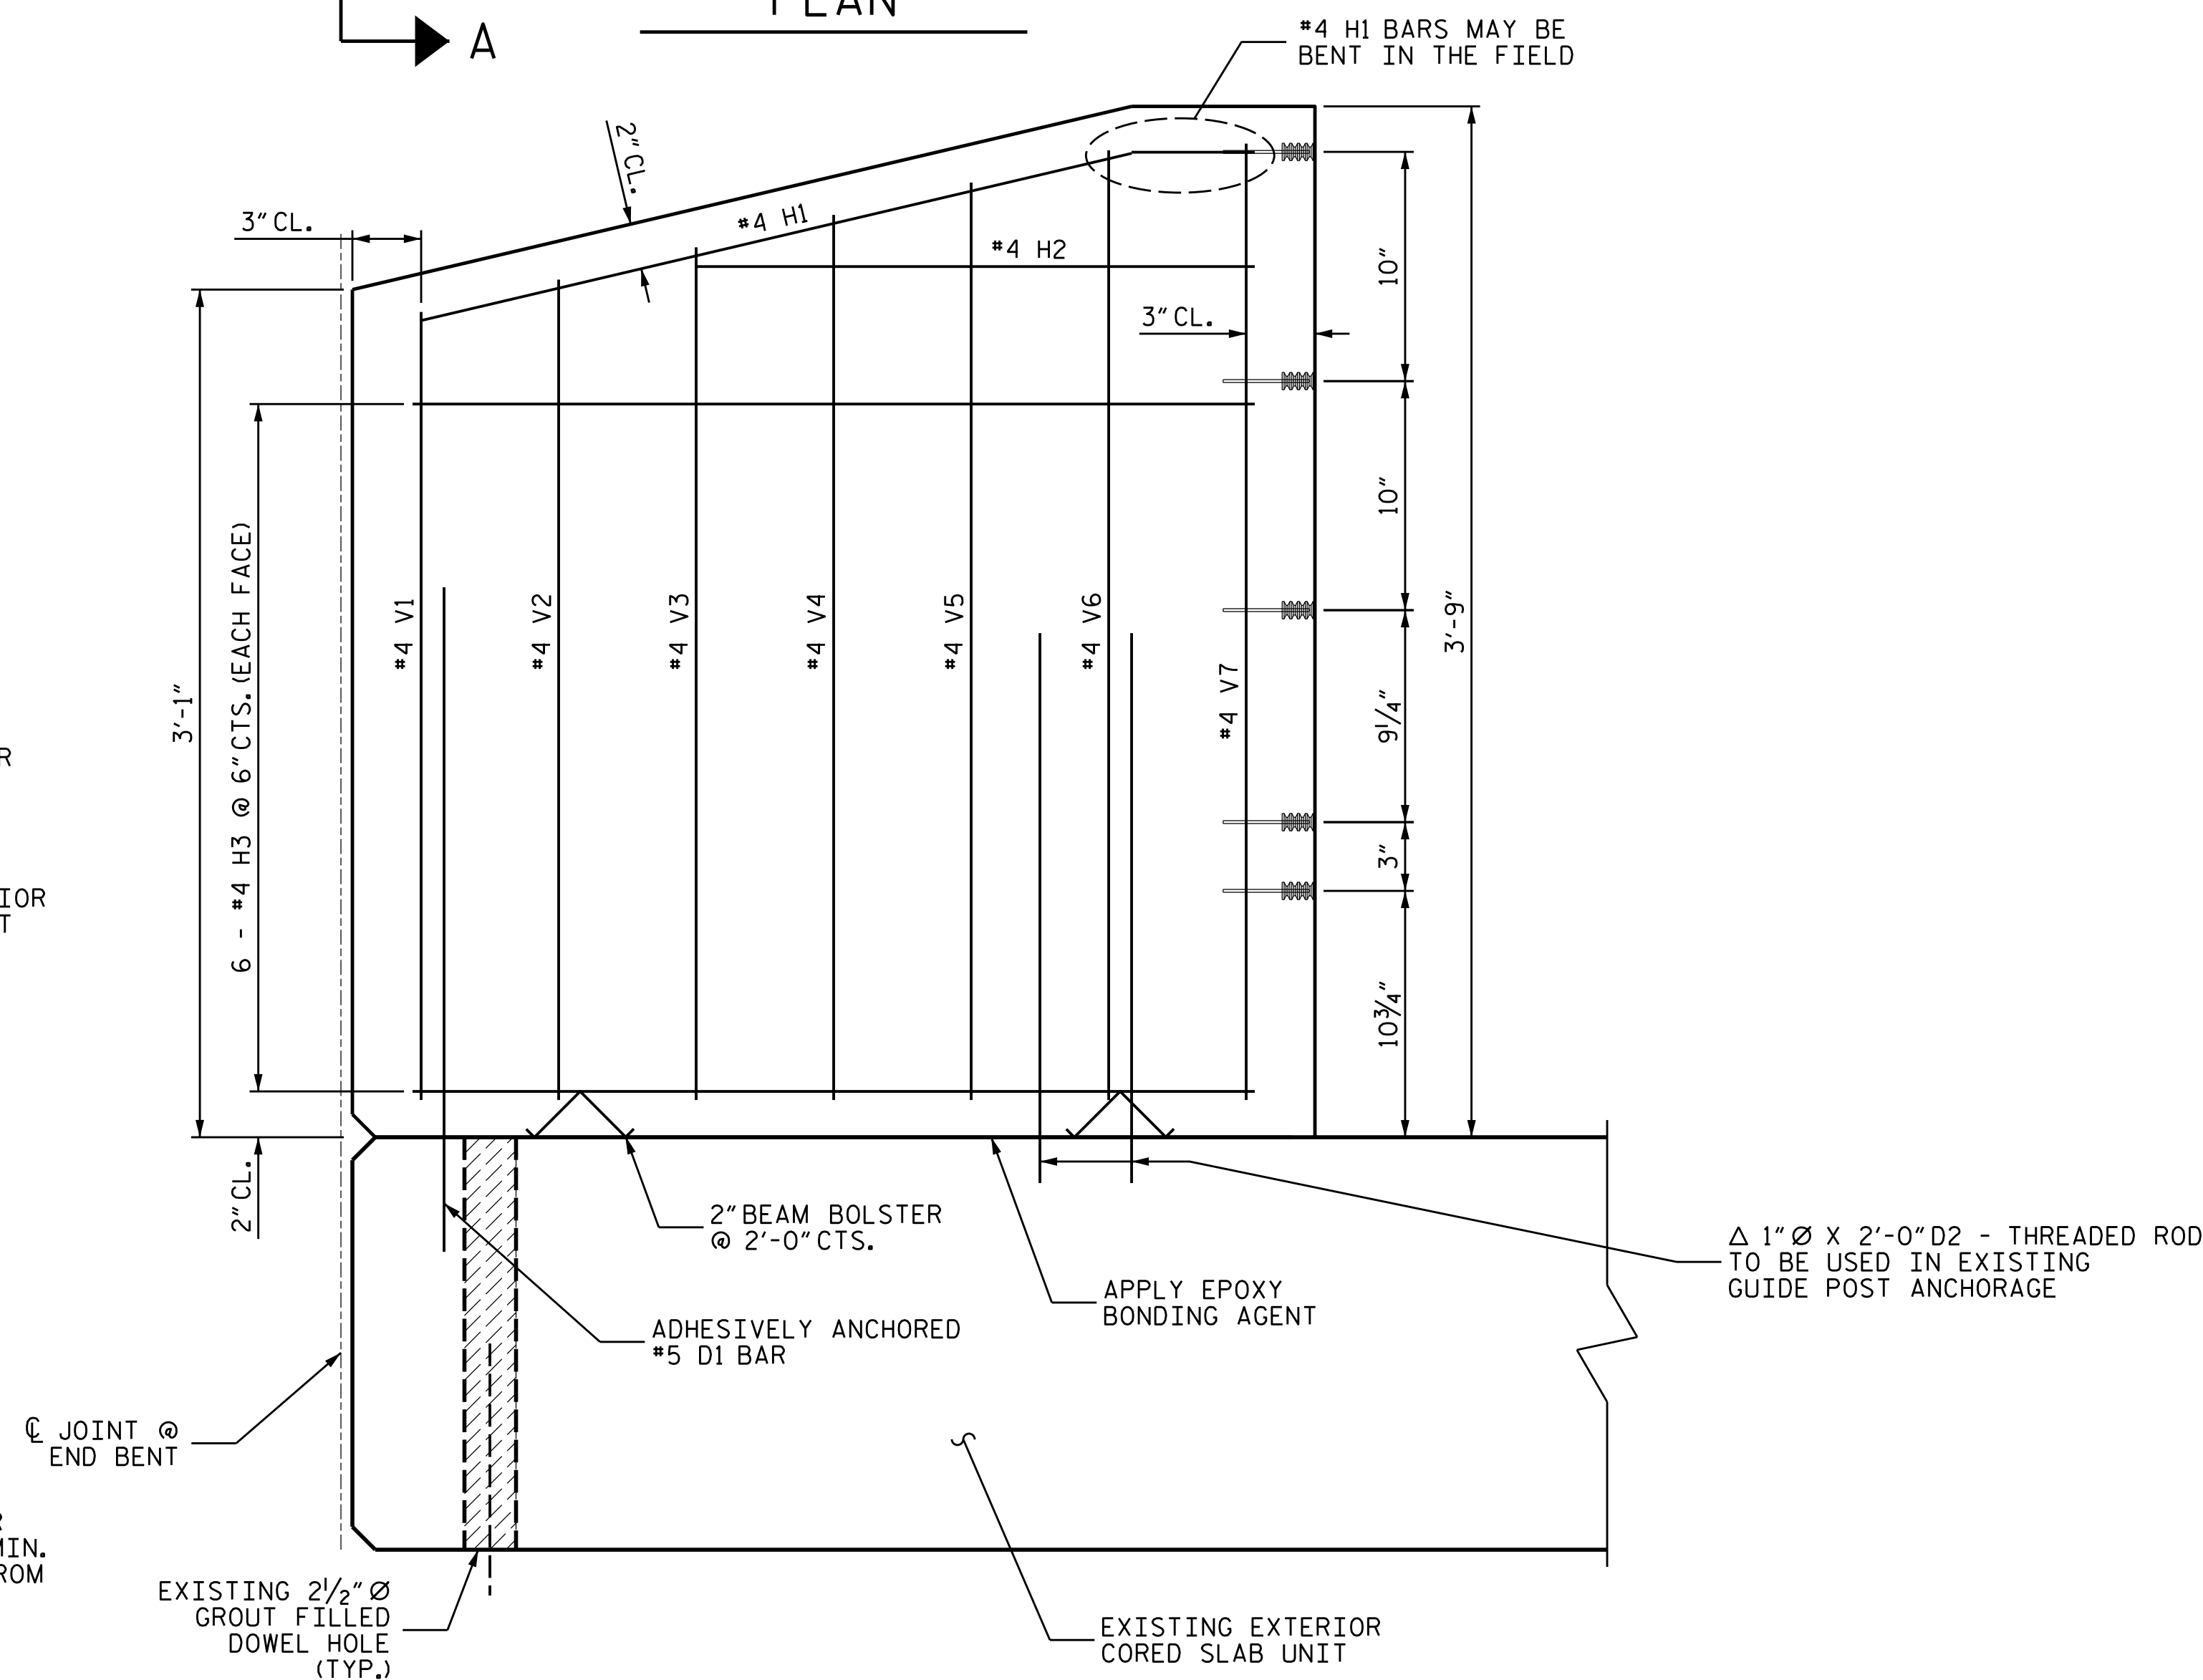 PLAN
A
#4 H1 BARS MAY BE
BENT IN THE FIELD
2" CL.
3" CL.
#4 H1
#4 H2
3" CL.
10"
10"
9¼"
3"
10¾"
3'-9"
3'-1"
6 - #4 H3 @ 6" CTS. (EACH FACE)
2" CL.
#4 V1
#4 V2
#4 V3
#4 V4
#4 V5
#4 V6
#4 V7
R
IOR
T
2" BEAM BOLSTER
@ 2'-0" CTS.
△ 1" Ø X 2'-0" D2 - THREADED ROD
TO BE USED IN EXISTING
GUIDE POST ANCHORAGE
APPLY EPOXY
BONDING AGENT
ADHESIVELY ANCHORED
#5 D1 BAR
℄ JOINT @
END BENT
MIN.
ROM
EXISTING 2½" Ø
GROUT FILLED
DOWEL HOLE
(TYP.)
EXISTING EXTERIOR
CORED SLAB UNIT